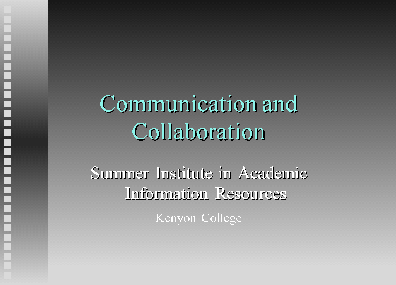 Communication and
Collaboration
Summer Institute in Academic
Information Resources
Kenyon College